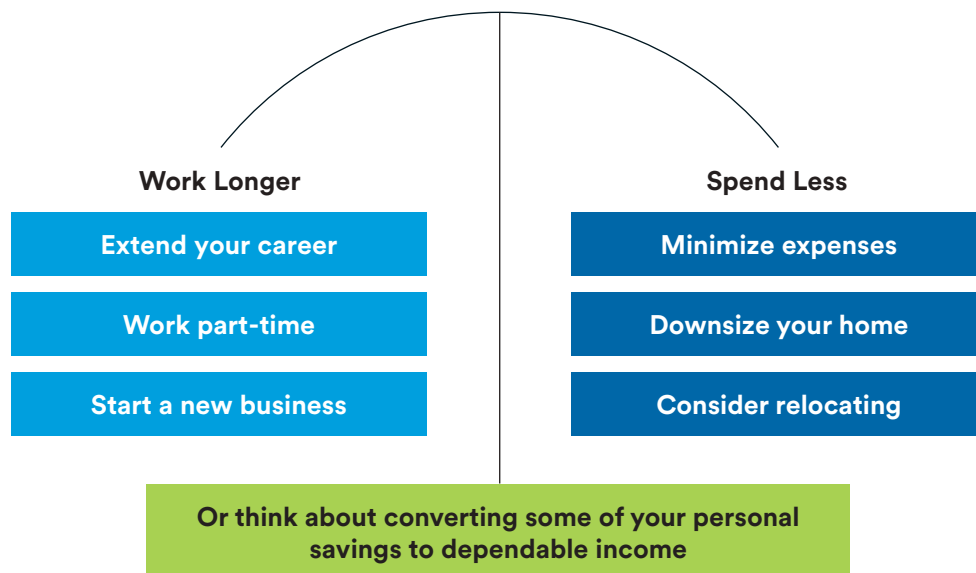 Work Longer
Extend your career
Work part-time
Start a new business
Spend Less
Minimize expenses
Downsize your home
Consider relocating
Or think about converting some of your personal
savings to dependable income